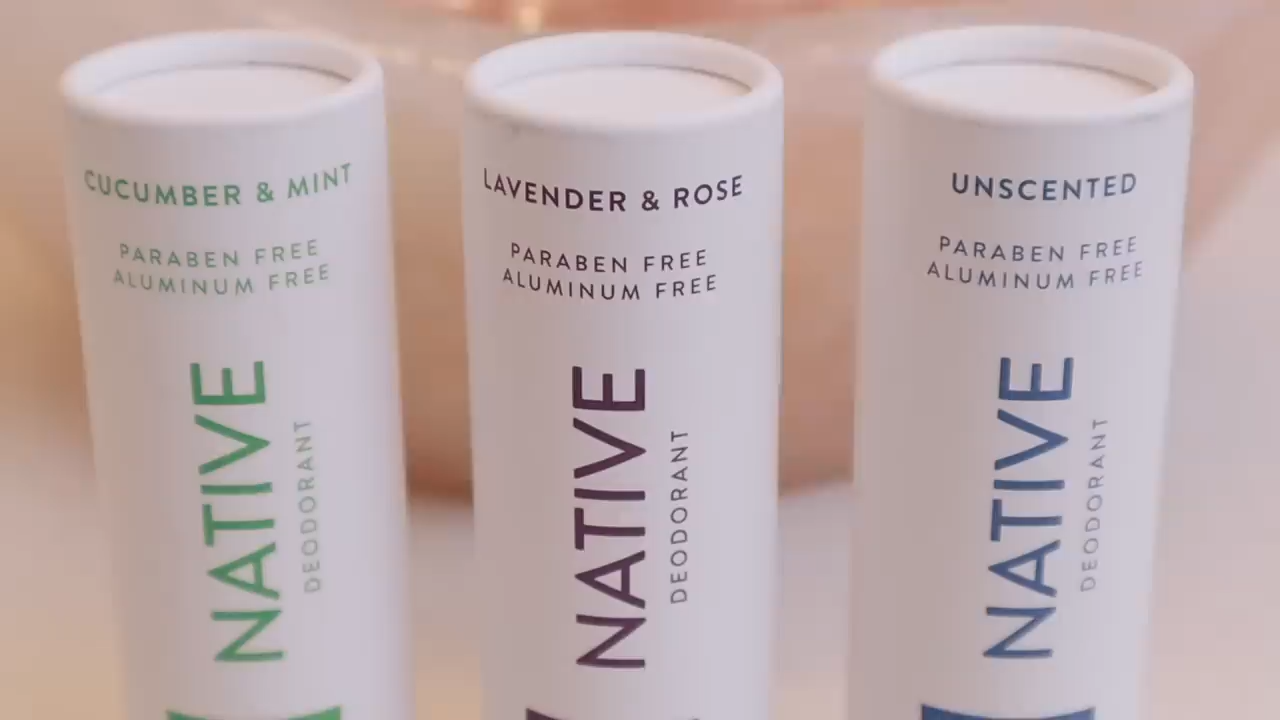 CUCUMBER & MINT
PARABEN FREE
ALUMINUM FREE
NATIVE
DEODORANT
LAVENDER & ROSE
PARABEN FREE
ALUMINUM FREE
NATIVE
DEODORANT
UNSCENTED
PARABEN FREE
ALUMINUM FREE
NATIVE
DEODORANT